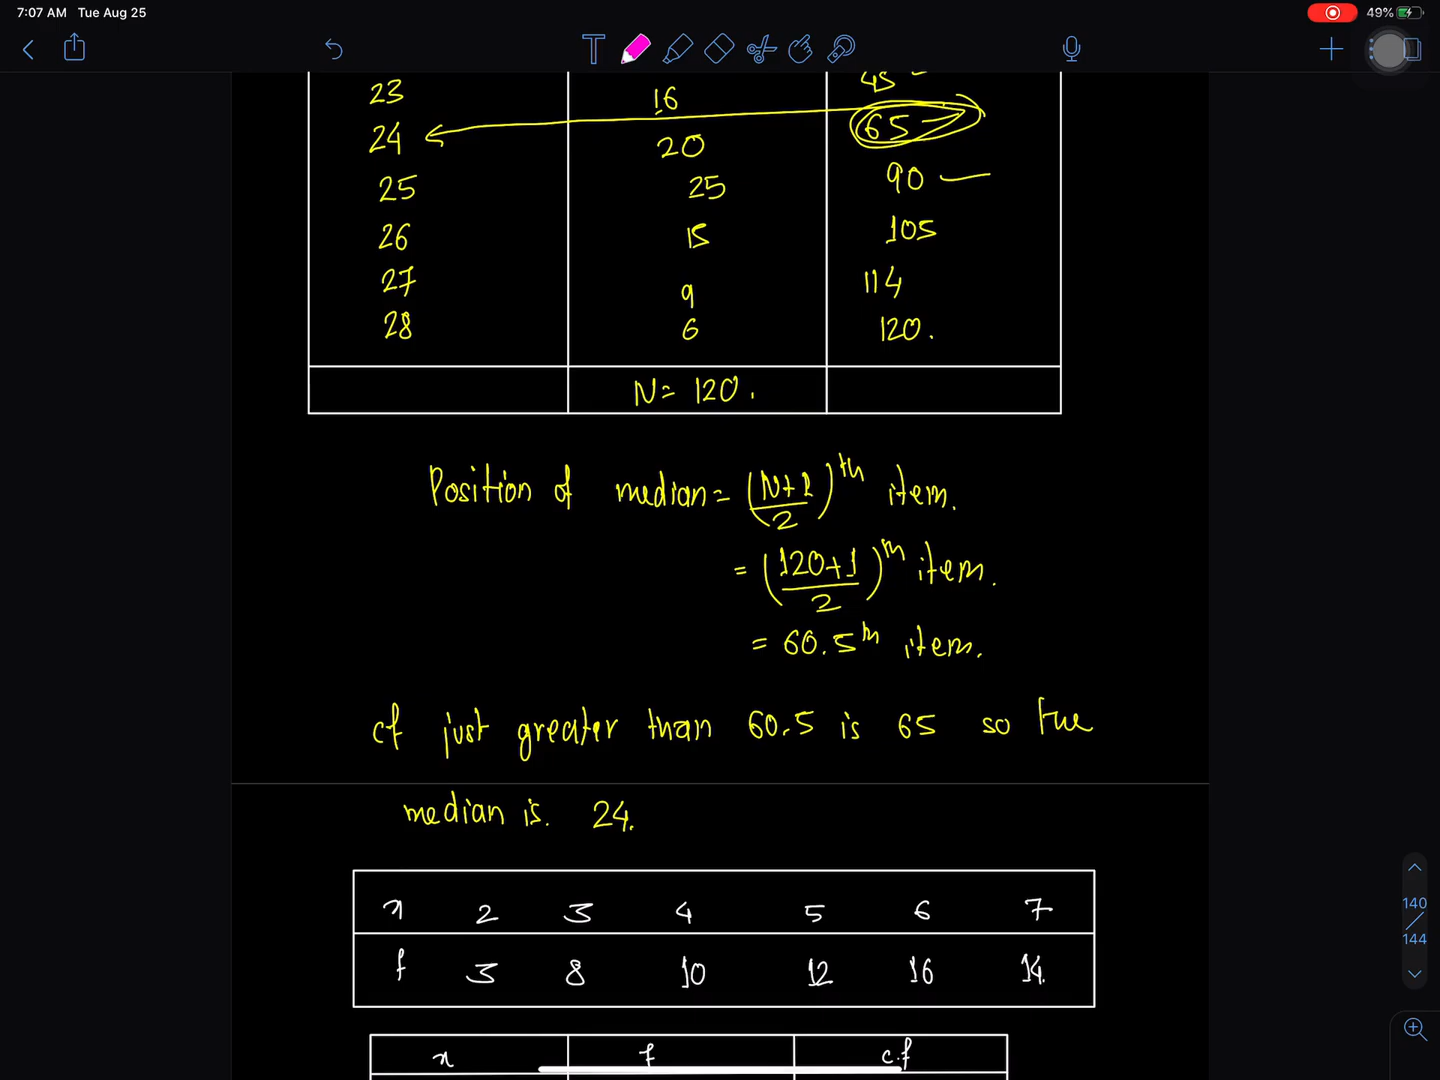 7:07 AM Tue Aug 25
49%
23 16 45
24 20 65
25 25 90
26 15 105
27 9 114
28 6 120.
N= 120.
Position of median = (N+1/2)th item.
= (120+1/2)th item.
= 60.5th item.
cf just greater than 60.5 is 65 so the
median is. 24.
x 2 3 4 5 6 7
f 3 8 10 12 16 14.
x f c.f
140
144